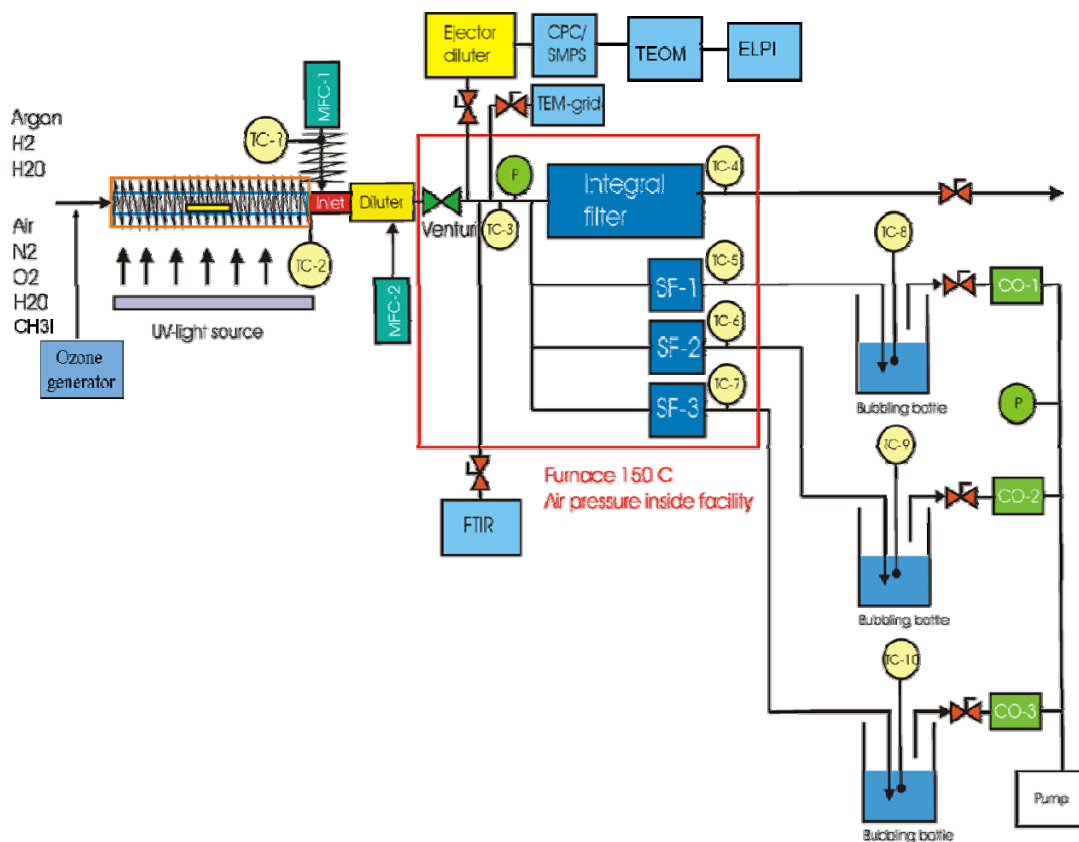 Ejector
diluter
CPC/
SMPS
TEOM
ELPI
TEM-grid
MFC-1
TC-1
Argon
H2
H20
Air
N2
O2
H20
CH3I
Inlet
Diluter
Venturi
P
TC-3
Integral
filter
TC-4
TC-2
MFC-2
UV-light source
Ozone
generator
SF-1
TC-5
SF-2
TC-6
SF-3
TC-7
TC-8
CO-1
Bubbling bottle
P
Furnace 150 C
Air pressure inside facility
FTIR
TC-9
CO-2
Bubbling bottle
TC-10
CO-3
Bubbling bottle
Pump